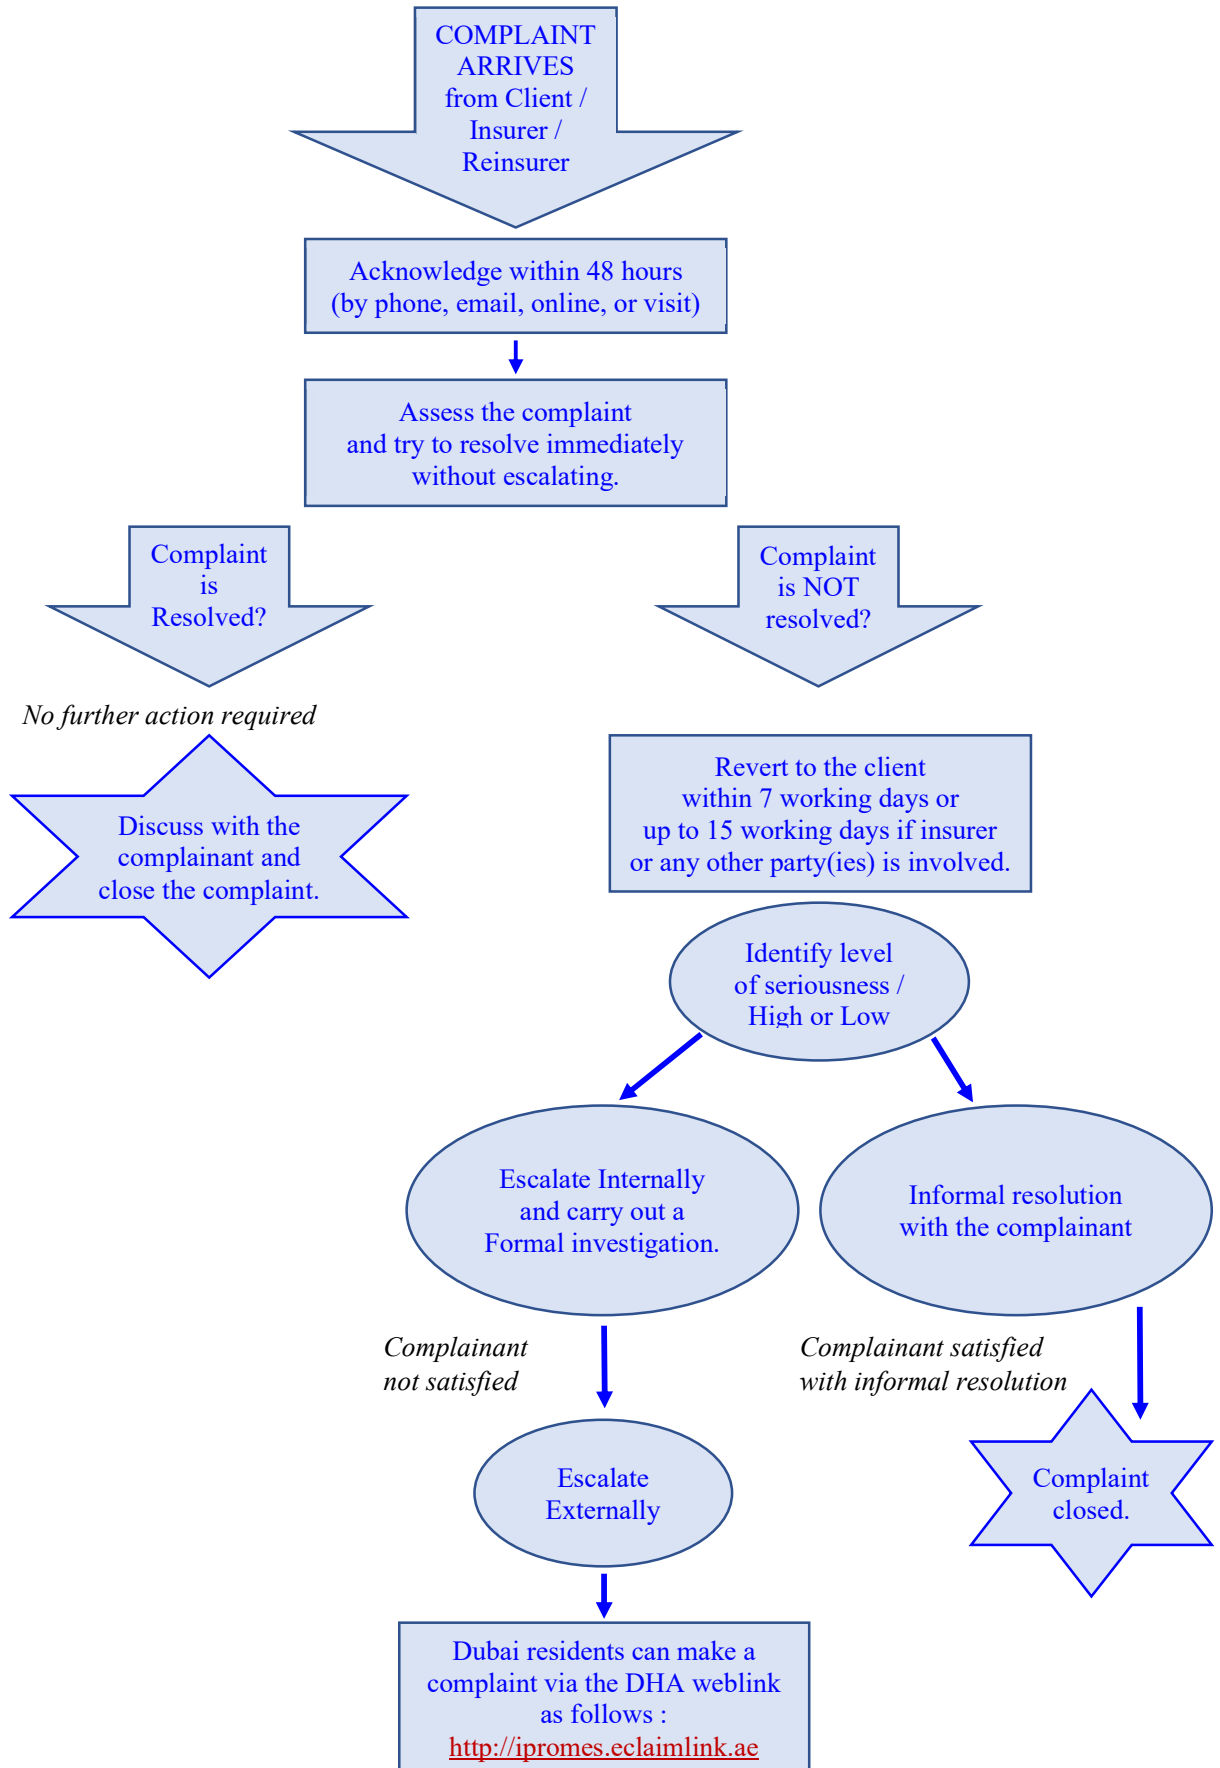 COMPLAINT
ARRIVES
from Client /
Insurer /
Reinsurer
Acknowledge within 48 hours
(by phone, email, online, or visit)
Assess the complaint
and try to resolve immediately
without escalating.
Complaint
is
Resolved?
Complaint
is NOT
resolved?
No further action required
Discuss with the
complainant and
close the complaint.
Revert to the client
within 7 working days or
up to 15 working days if insurer
or any other party(ies) is involved.
Identify level
of seriousness /
High or Low
Escalate Internally
and carry out a
Formal investigation.
Informal resolution
with the complainant
Complainant
not satisfied
Complainant satisfied
with informal resolution
Escalate
Externally
Complaint
closed.
Dubai residents can make a
complaint via the DHA weblink
as follows :
http://ipromes.eclaimlink.ae